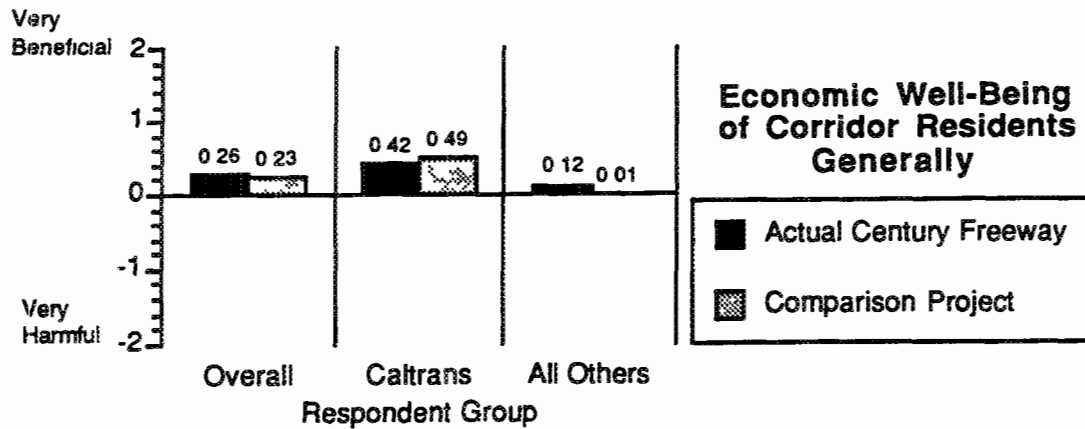 Very
Beneficial
2
1
0
-1
-2
Very
Harmful
0 26
0 23
0 42
0 49
0 12
0 01
Overall
Caltrans
All Others
Respondent Group
Economic Well-Being
of Corridor Residents
Generally
Actual Century Freeway
Comparison Project